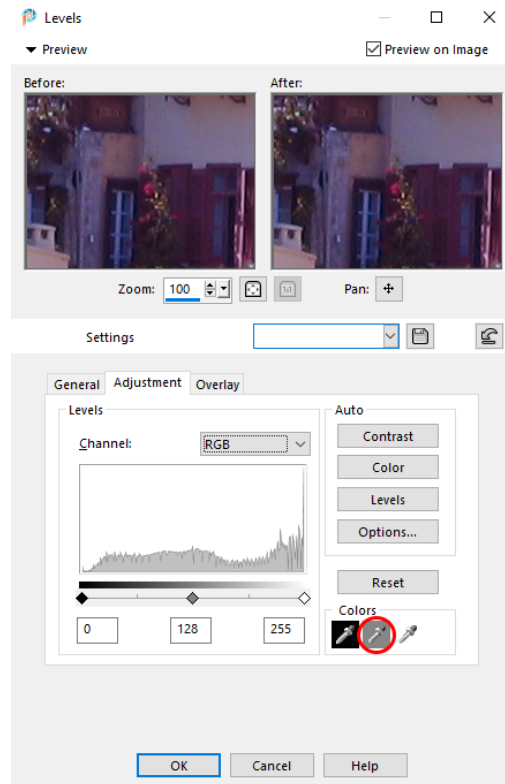 Levels
Preview
Preview on Image
Before:
After:
Zoom: 100
Pan:
Settings
General Adjustment Overlay
Levels
Channel: RGB
0 128 255
Auto
Contrast
Color
Levels
Options...
Reset
Colors
OK Cancel Help